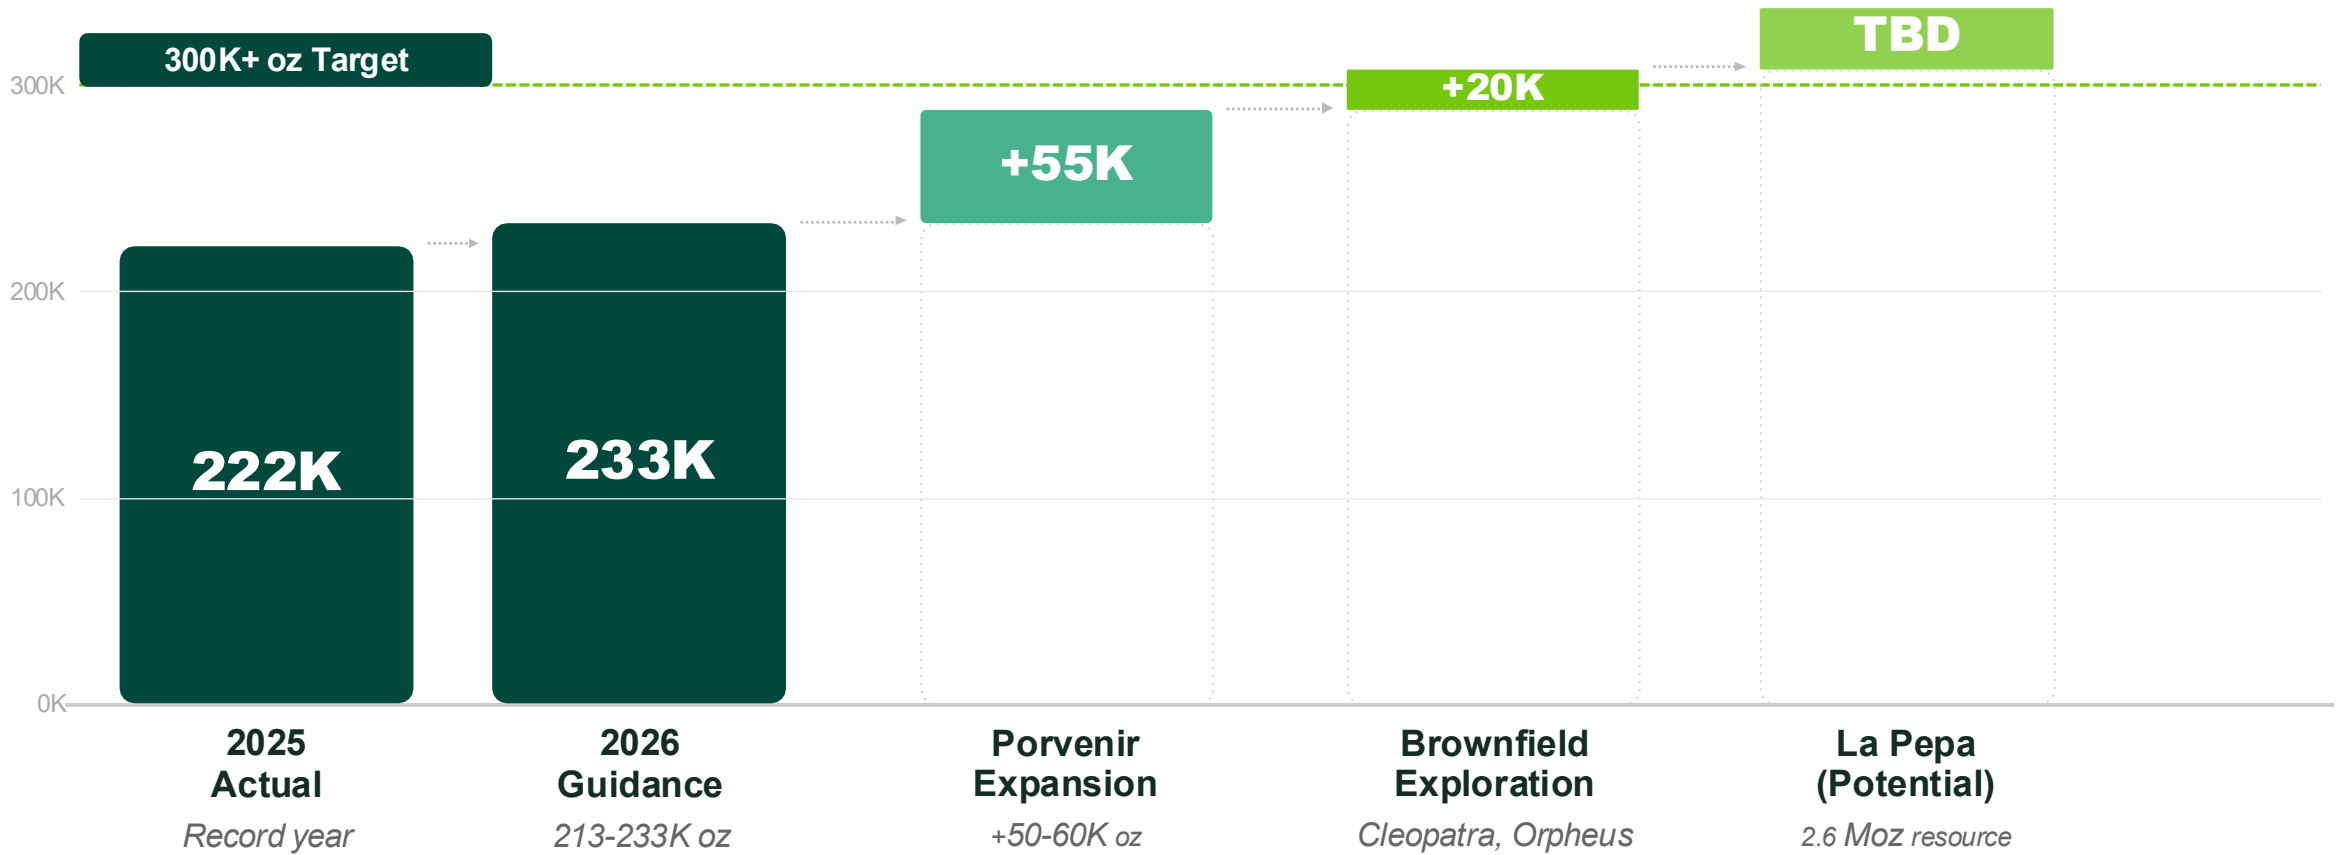 300K+ oz Target
TBD
300K
+20K
+55K
200K
222K
233K
100K
0K
2025
Actual
Record year
2026
Guidance
213-233K oz
Porvenir
Expansion
+50-60K oz
Brownfield
Exploration
Cleopatra, Orpheus
La Pepa
(Potential)
2.6 Moz resource